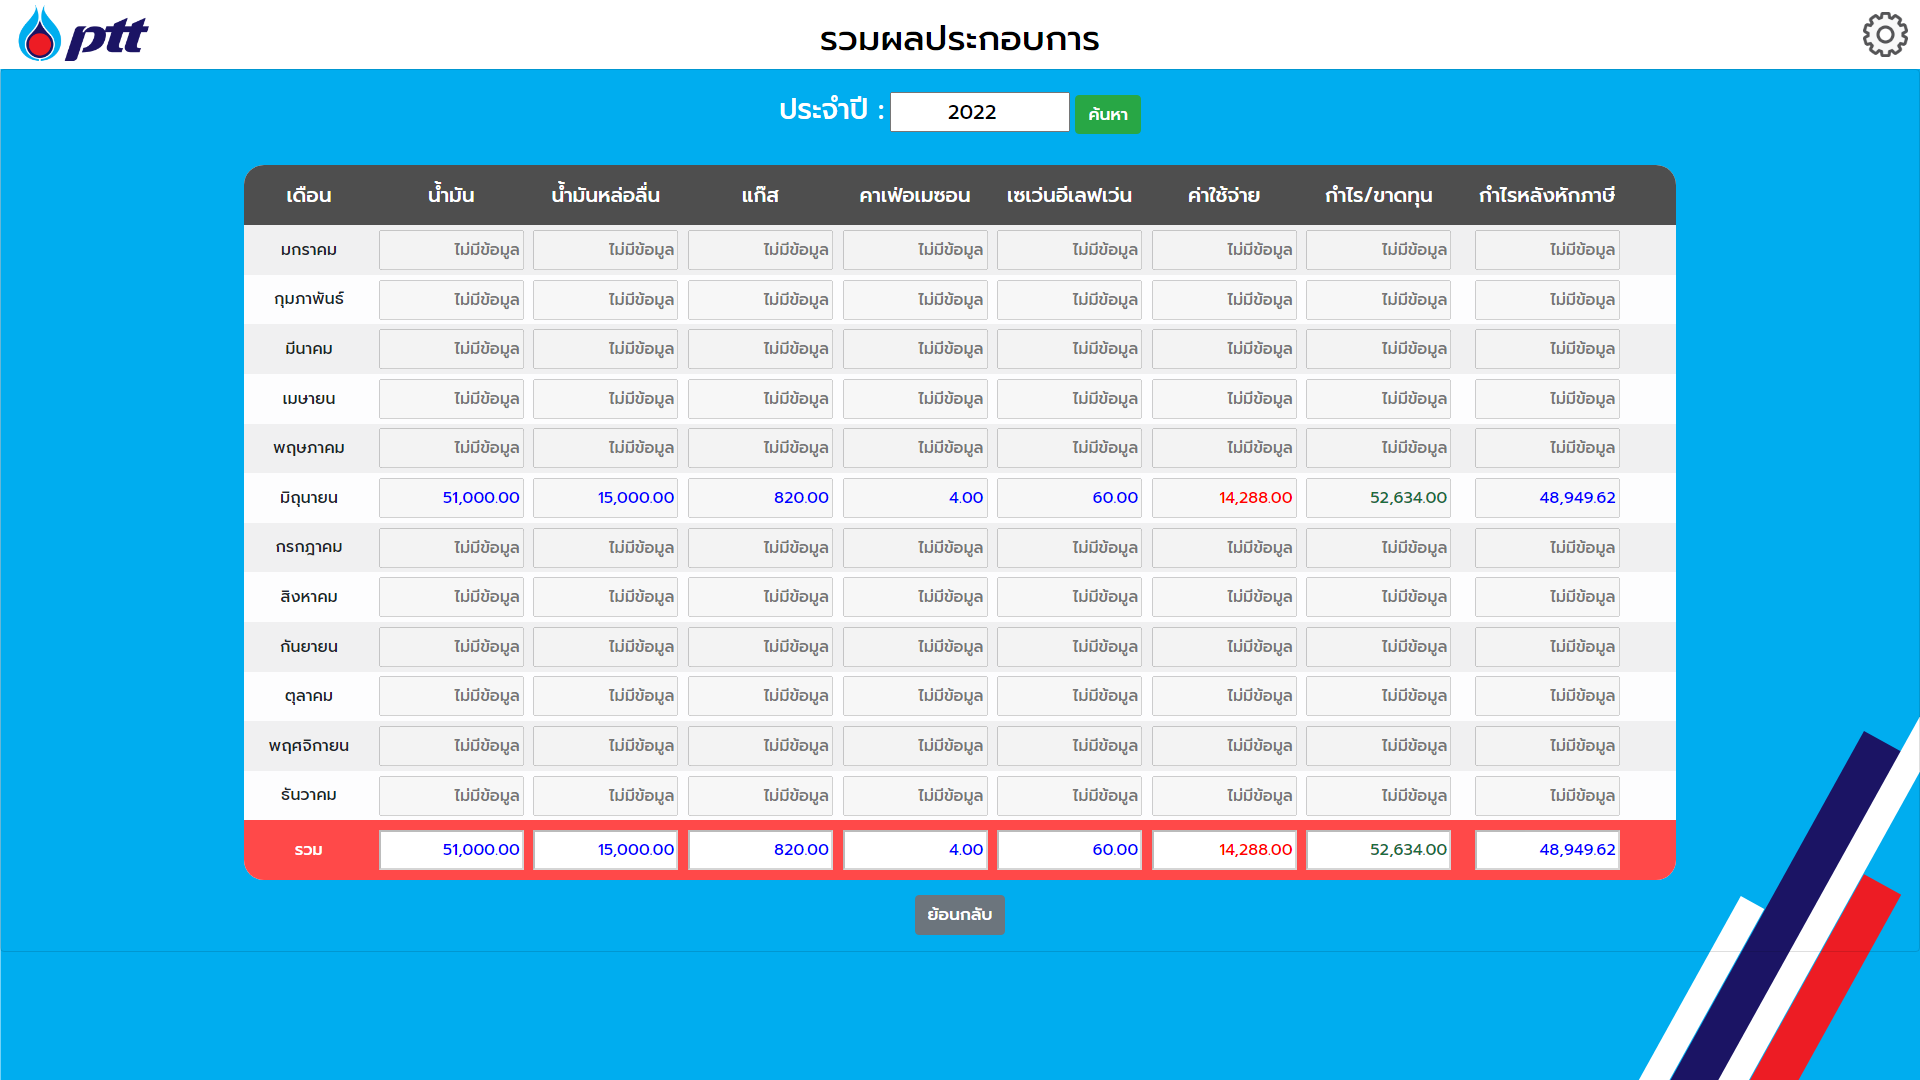 ptt
รวมผลประกอบการ
ประจำปี : 2022 ค้นหา
เดือน น้ำมัน น้ำมันหล่อลื่น แก๊ส คาเฟ่อเมซอน เซเว่นอีเลฟเว่น ค่าใช้จ่าย กำไร/ขาดทุน กำไรหลังหักภาษี
มกราคม ไม่มีข้อมูล ไม่มีข้อมูล ไม่มีข้อมูล ไม่มีข้อมูล ไม่มีข้อมูล ไม่มีข้อมูล ไม่มีข้อมูล ไม่มีข้อมูล
กุมภาพันธ์ ไม่มีข้อมูล ไม่มีข้อมูล ไม่มีข้อมูล ไม่มีข้อมูล ไม่มีข้อมูล ไม่มีข้อมูล ไม่มีข้อมูล ไม่มีข้อมูล
มีนาคม ไม่มีข้อมูล ไม่มีข้อมูล ไม่มีข้อมูล ไม่มีข้อมูล ไม่มีข้อมูล ไม่มีข้อมูล ไม่มีข้อมูล ไม่มีข้อมูล
เมษายน ไม่มีข้อมูล ไม่มีข้อมูล ไม่มีข้อมูล ไม่มีข้อมูล ไม่มีข้อมูล ไม่มีข้อมูล ไม่มีข้อมูล ไม่มีข้อมูล
พฤษภาคม ไม่มีข้อมูล ไม่มีข้อมูล ไม่มีข้อมูล ไม่มีข้อมูล ไม่มีข้อมูล ไม่มีข้อมูล ไม่มีข้อมูล ไม่มีข้อมูล
มิถุนายน 51,000.00 15,000.00 820.00 4.00 60.00 14,288.00 52,634.00 48,949.62
กรกฎาคม ไม่มีข้อมูล ไม่มีข้อมูล ไม่มีข้อมูล ไม่มีข้อมูล ไม่มีข้อมูล ไม่มีข้อมูล ไม่มีข้อมูล ไม่มีข้อมูล
สิงหาคม ไม่มีข้อมูล ไม่มีข้อมูล ไม่มีข้อมูล ไม่มีข้อมูล ไม่มีข้อมูล ไม่มีข้อมูล ไม่มีข้อมูล ไม่มีข้อมูล
กันยายน ไม่มีข้อมูล ไม่มีข้อมูล ไม่มีข้อมูล ไม่มีข้อมูล ไม่มีข้อมูล ไม่มีข้อมูล ไม่มีข้อมูล ไม่มีข้อมูล
ตุลาคม ไม่มีข้อมูล ไม่มีข้อมูล ไม่มีข้อมูล ไม่มีข้อมูล ไม่มีข้อมูล ไม่มีข้อมูล ไม่มีข้อมูล ไม่มีข้อมูล
พฤศจิกายน ไม่มีข้อมูล ไม่มีข้อมูล ไม่มีข้อมูล ไม่มีข้อมูล ไม่มีข้อมูล ไม่มีข้อมูล ไม่มีข้อมูล ไม่มีข้อมูล
ธันวาคม ไม่มีข้อมูล ไม่มีข้อมูล ไม่มีข้อมูล ไม่มีข้อมูล ไม่มีข้อมูล ไม่มีข้อมูล ไม่มีข้อมูล ไม่มีข้อมูล
รวม 51,000.00 15,000.00 820.00 4.00 60.00 14,288.00 52,634.00 48,949.62
ย้อนกลับ